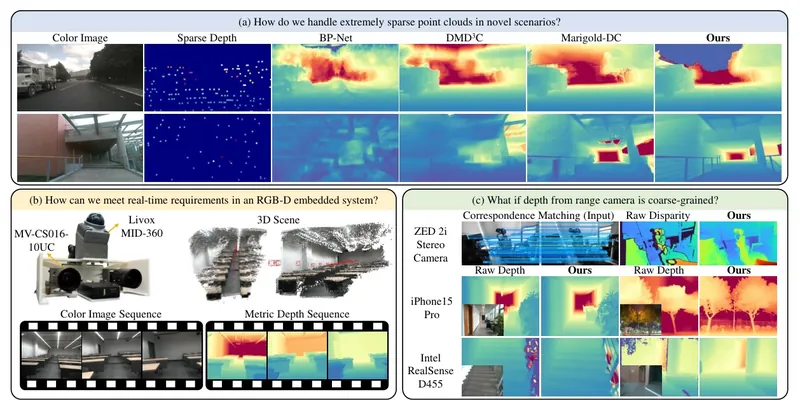 (a) How do we handle extremely sparse point clouds in novel scenarios?
Color Image Sparse Depth BP-Net DMD³C Marigold-DC Ours
(b) How can we meet real-time requirements in an RGB-D embedded system?
MV-CS016-
10UC
Livox
MID-360
3D Scene
Color Image Sequence Metric Depth Sequence
(c) What if depth from range camera is coarse-grained?
Correspondence Matching (Input) Raw Disparity Ours
ZED 2i
Stereo
Camera
Raw Depth Ours Raw Depth Ours
iPhone15
Pro
Intel
RealSense
D455